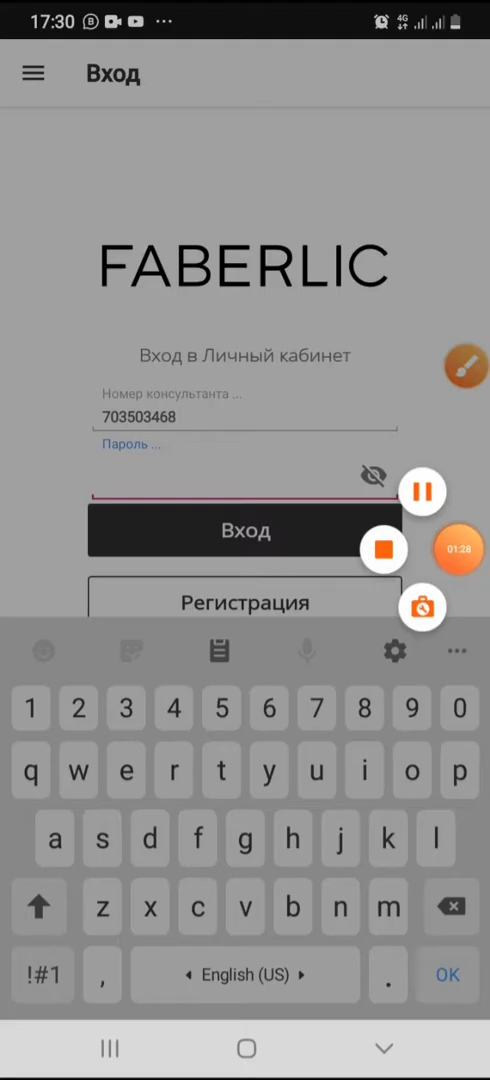 17:30
4G
Вход
FABERLIC
Вход в Личный кабинет
Номер консультанта ...
703503468
Пароль ...
Вход
01:28
Регистрация
1 2 3 4 5 6 7 8 9 0
q w e r t y u i o p
a s d f g h j k l
z x c v b n m
!#1 , English (US) . OK